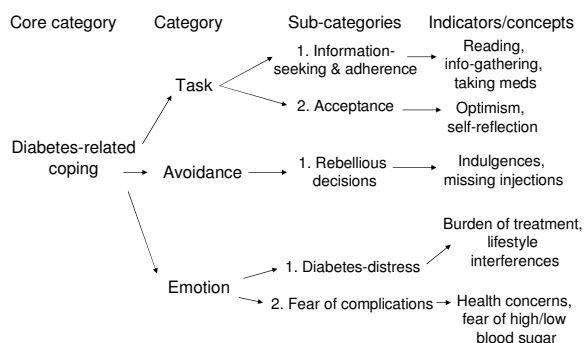 Core category
Category
Sub-categories
Indicators/concepts
Diabetes-related
coping
Task
1. Information-
seeking & adherence
Reading,
info-gathering,
taking meds
2. Acceptance
Optimism,
self-reflection
Avoidance
1. Rebellious
decisions
Indulgences,
missing injections
Emotion
1. Diabetes-distress
Burden of treatment,
lifestyle
interferences
2. Fear of complications
Health concerns,
fear of high/low
blood sugar